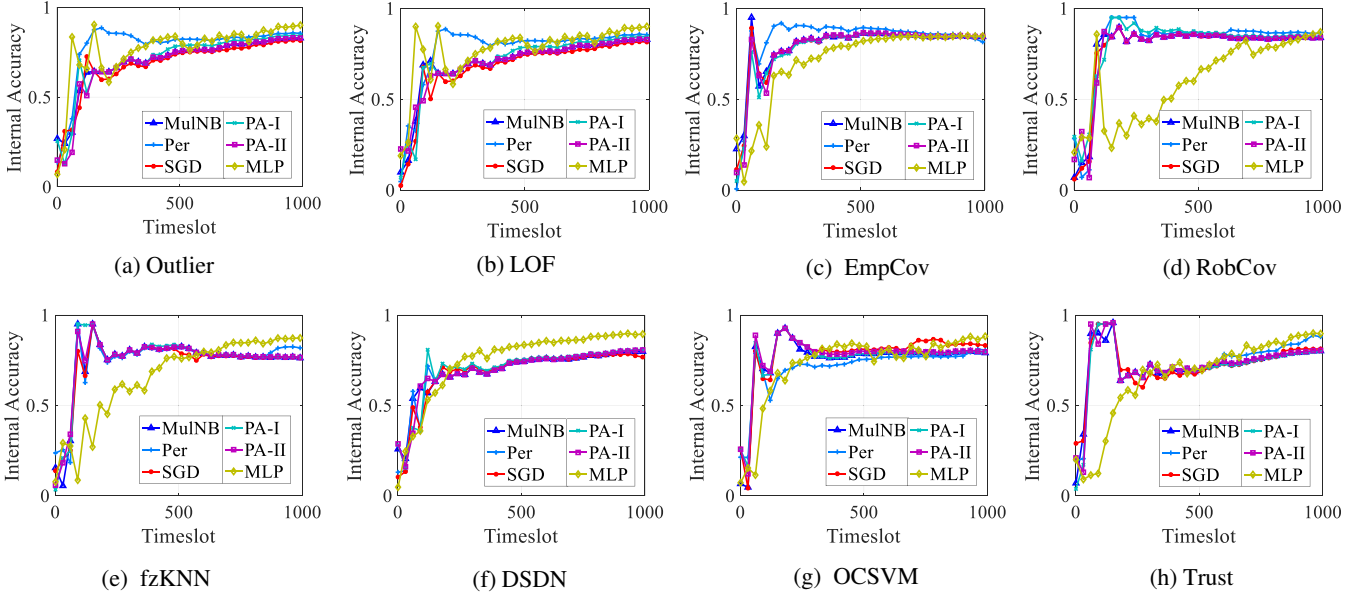 Internal Accuracy
1
0.5
0
MulNB
Per
SGD
PA-I
PA-II
MLP
0
500
1000
Timeslot
(a) Outlier
Internal Accuracy
1
0.5
0
MulNB
Per
SGD
PA-I
PA-II
MLP
0
500
1000
Timeslot
(b) LOF
Internal Accuracy
1
0.5
0
MulNB
Per
SGD
PA-I
PA-II
MLP
0
500
1000
Timeslot
(c) EmpCov
Internal Accuracy
1
0.5
0
MulNB
Per
SGD
PA-I
PA-II
MLP
0
500
1000
Timeslot
(d) RobCov
Internal Accuracy
1
0.5
0
MulNB
Per
SGD
PA-I
PA-II
MLP
0
500
1000
Timeslot
(e) fzKNN
Internal Accuracy
1
0.5
0
MulNB
Per
SGD
PA-I
PA-II
MLP
0
500
1000
Timeslot
(f) DSDN
Internal Accuracy
1
0.5
0
MulNB
Per
SGD
PA-I
PA-II
MLP
0
500
1000
Timeslot
(g) OCSVM
Internal Accuracy
1
0.5
0
MulNB
Per
SGD
PA-I
PA-II
MLP
0
500
1000
Timeslot
(h) Trust